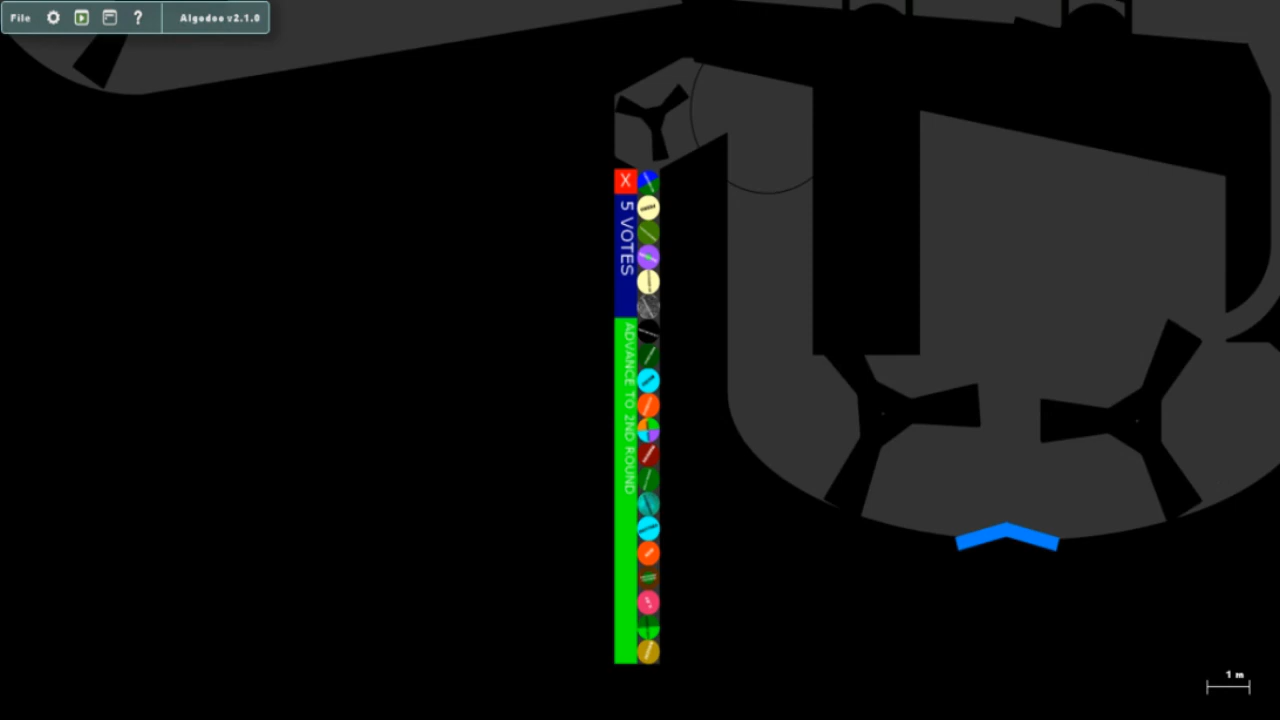 File ? Algodoo v2.1.0
X
5 VOTES
ADVANCE TO 2ND ROUND
1 m